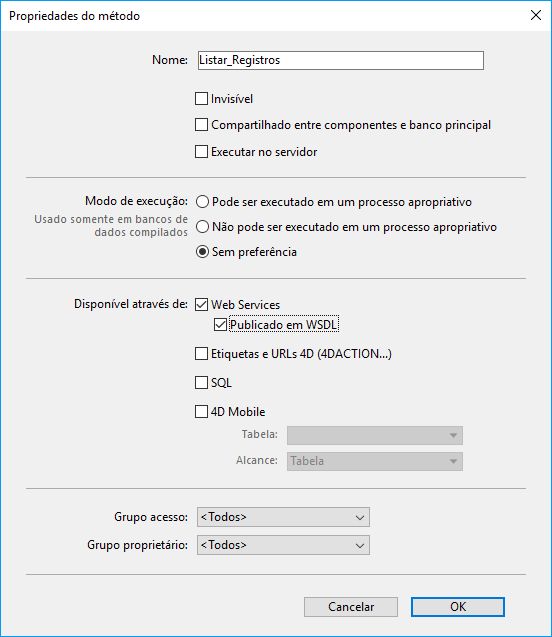 Propriedades do método
Nome: Listar_Registros
Invisível
Compartilhado entre componentes e banco principal
Executar no servidor
Modo de execução: Pode ser executado em um processo apropriativo
Usado somente em bancos de
dados compilados
Não pode ser executado em um processo apropriativo
Sem preferência
Disponível através de: Web Services
Publicado em WSDL
Etiquetas e URLs 4D (4DACTION...)
SQL
4D Mobile
Tabela:
Alcance: Tabela
Grupo acesso: <Todos>
Grupo proprietário: <Todos>
Cancelar OK